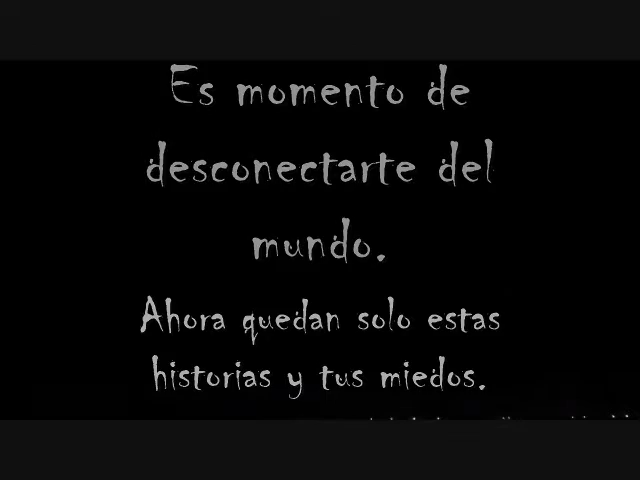 Es momento de
desconectarte del
mundo.
Ahora quedan solo estas
historias y tus miedos.